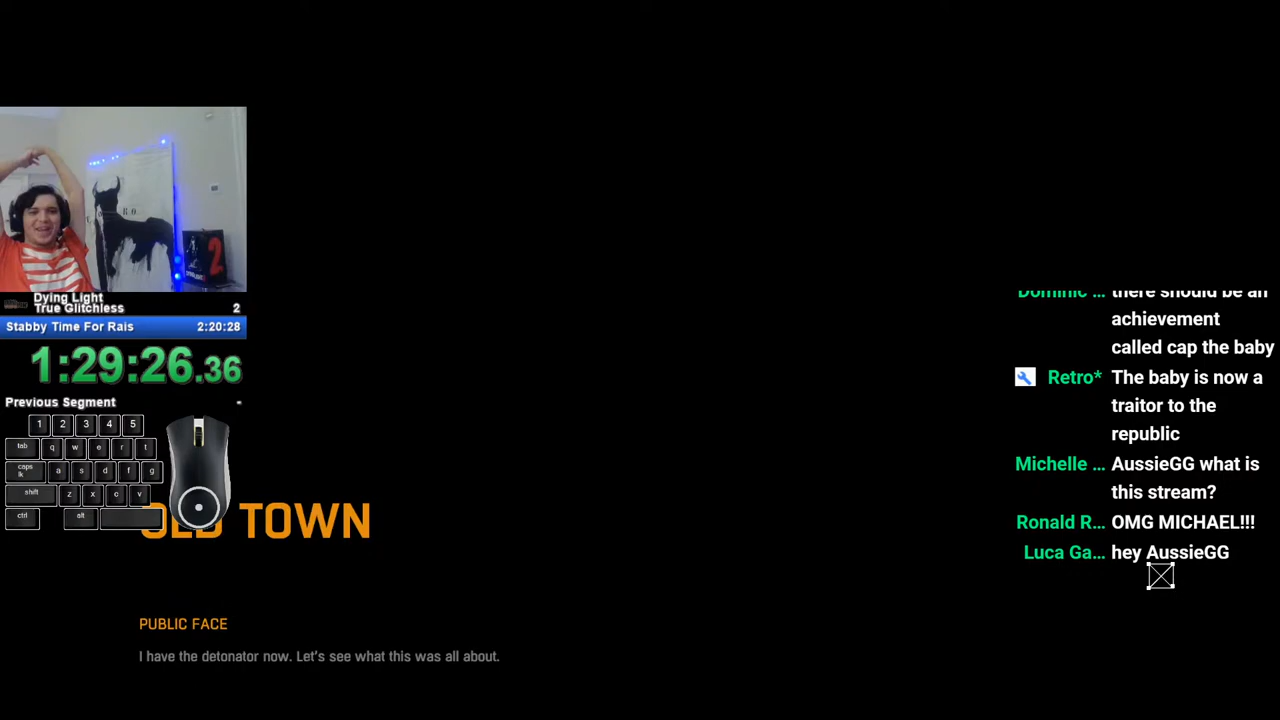 Dying Light
True Glitchless 2
Stabby Time For Rais 2:20:28
1:29:26.36
Previous Segment -
1 2 3 4 5
tab q w e r t
caps lk a s d f g
shift z x c v
ctrl alt
OLD TOWN
PUBLIC FACE
I have the detonator now. Let's see what this was all about.
Dominic … there should be an
achievement
called cap the baby
Retro* The baby is now a
traitor to the
republic
Michelle … AussieGG what is
this stream?
Ronald R… OMG MICHAEL!!!
Luca Ga… hey AussieGG
2